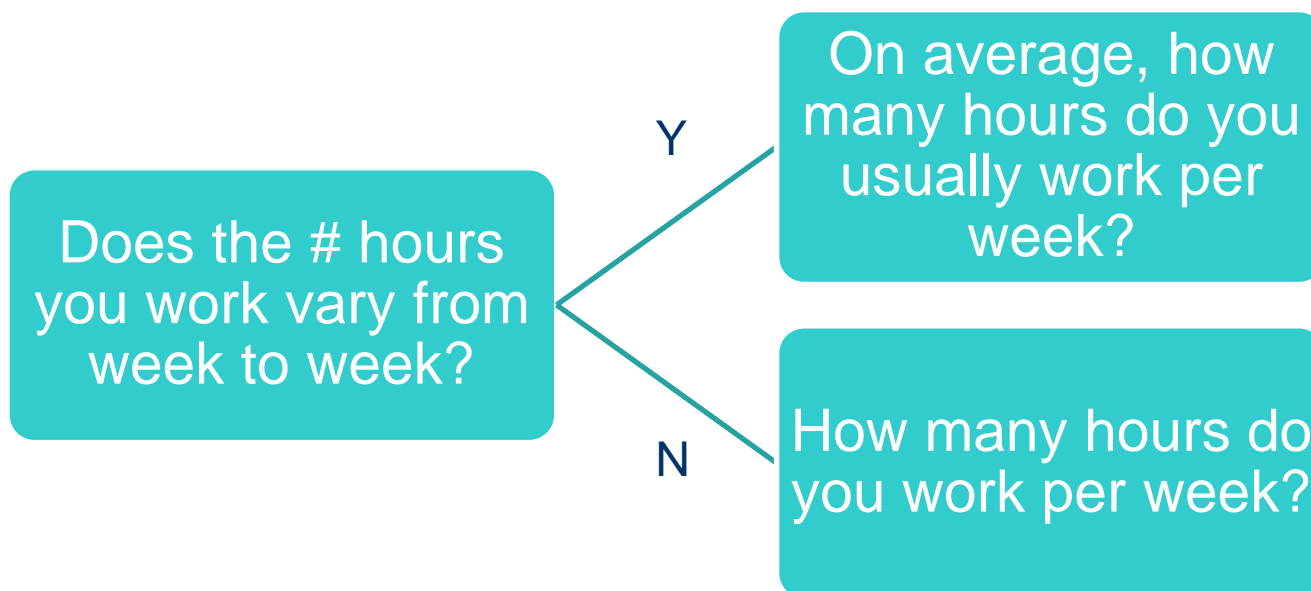 Does the # hours
you work vary from
week to week?
Y
On average, how
many hours do you
usually work per
week?
N
How many hours do
you work per week?